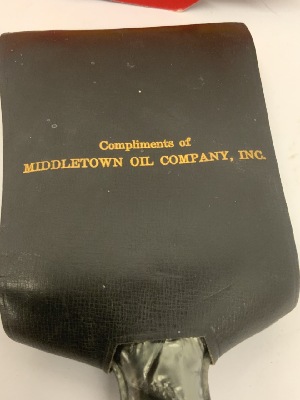 Compliments of
MIDDLETOWN OIL COMPANY, INC.